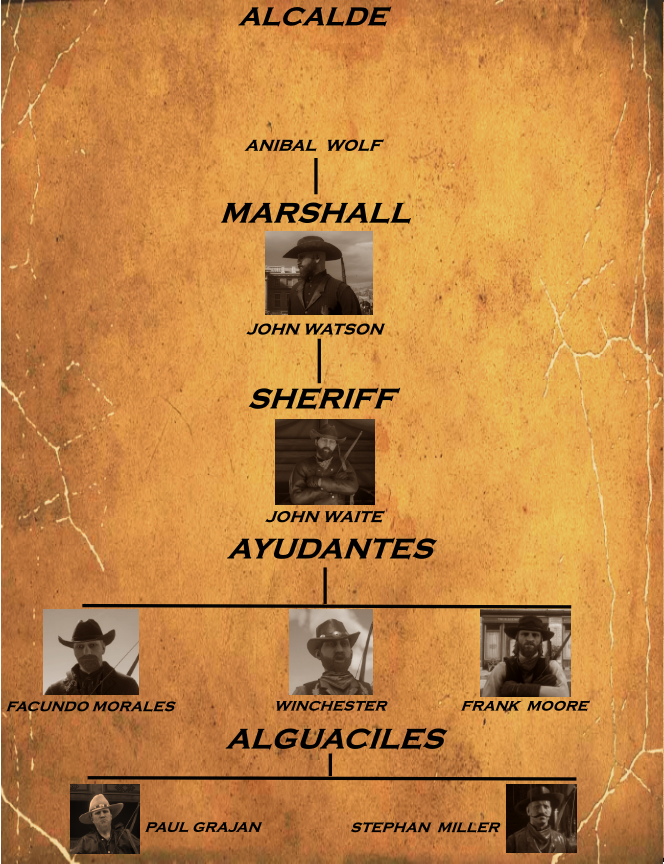 ALCALDE
ANIBAL WOLF
MARSHALL
JOHN WATSON
SHERIFF
JOHN WAITE
AYUDANTES
FACUNDO MORALES
WINCHESTER
FRANK MOORE
ALGUACILES
PAUL GRAJAN
STEPHAN MILLER